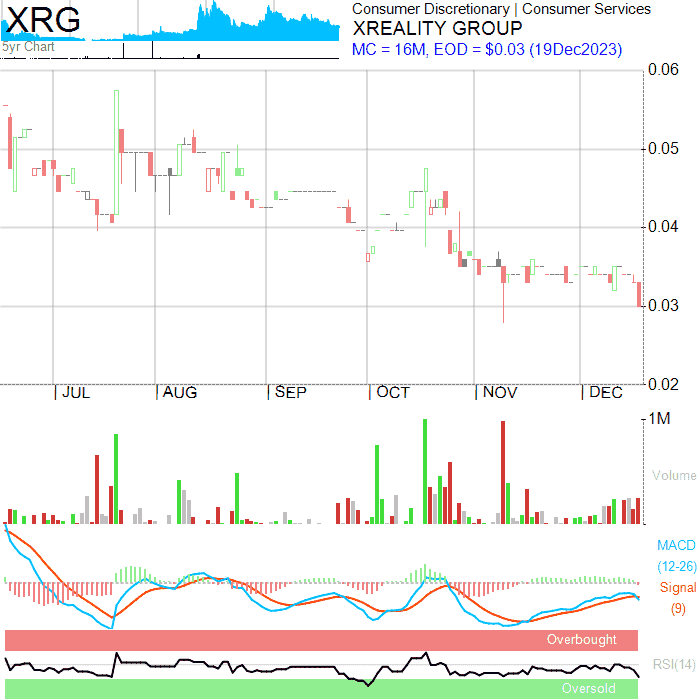 XRG
5yr Chart
Consumer Discretionary | Consumer Services
XREALITY GROUP
MC = 16M, EOD = $0.03 (19Dec2023)
0.06
0.05
0.04
0.03
0.02
JUL
AUG
SEP
OCT
NOV
DEC
1M
Volume
MACD
(12-26)
Signal
(9)
Overbought
RSI(14)
Oversold